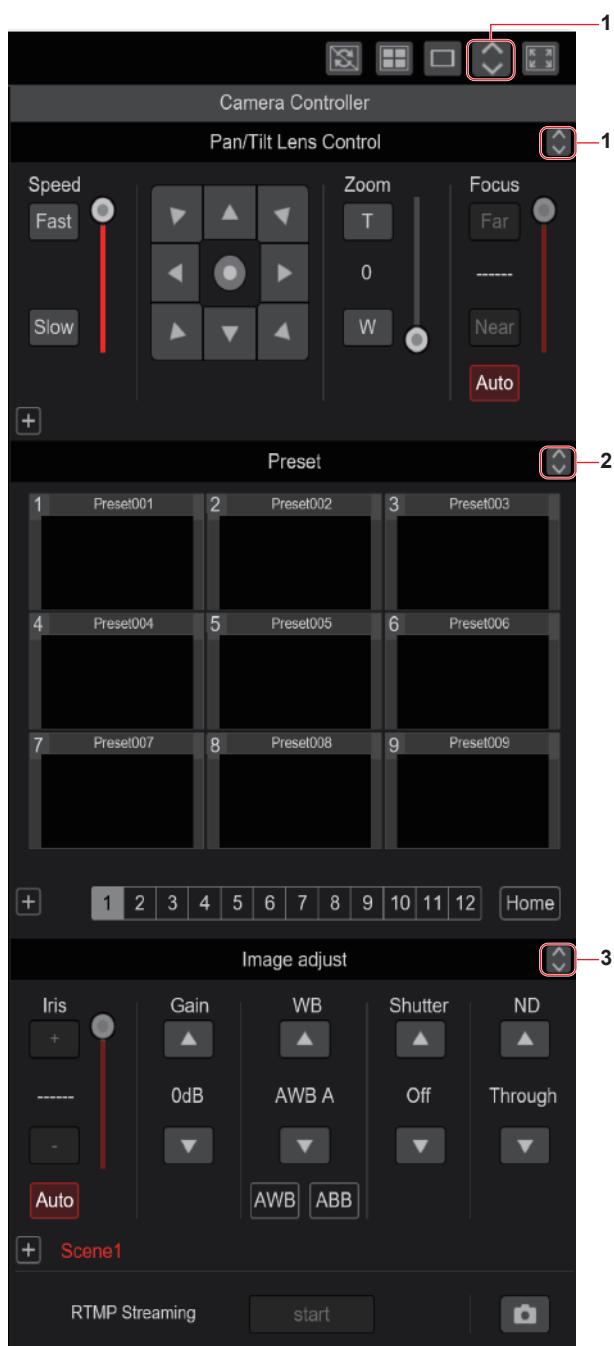 1
Camera Controller
Pan/Tilt Lens Control 1
Speed Zoom Focus
Fast T Far
0 ------
Slow W Near
Auto
+
Preset 2
1 Preset001 2 Preset002 3 Preset003
4 Preset004 5 Preset005 6 Preset006
7 Preset007 8 Preset008 9 Preset009
+ 1 2 3 4 5 6 7 8 9 10 11 12 Home
Image adjust 3
Iris Gain WB Shutter ND
+
------ 0dB AWB A Off Through
-
Auto AWB ABB
+ Scene1
RTMP Streaming start